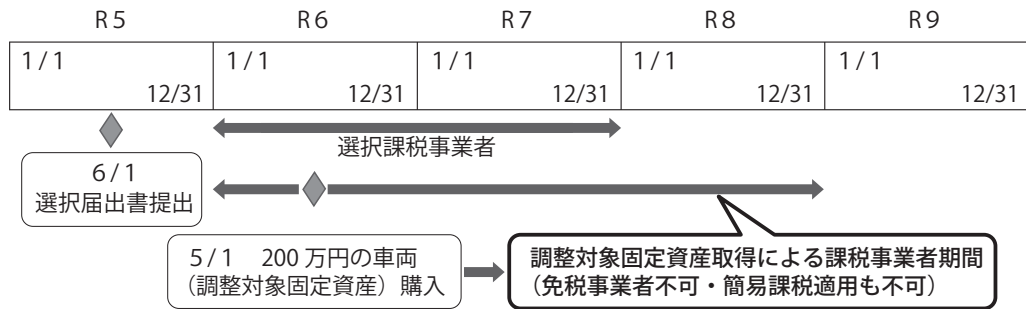 R5 R6 R7 R8 R9
1/1 1/1 1/1 1/1 1/1
12/31 12/31 12/31 12/31 12/31
選択課税事業者
6/1
選択届出書提出
5/1 200万円の車両
（調整対象固定資産）購入
調整対象固定資産取得による課税事業者期間
（免税事業者不可・簡易課税適用も不可）